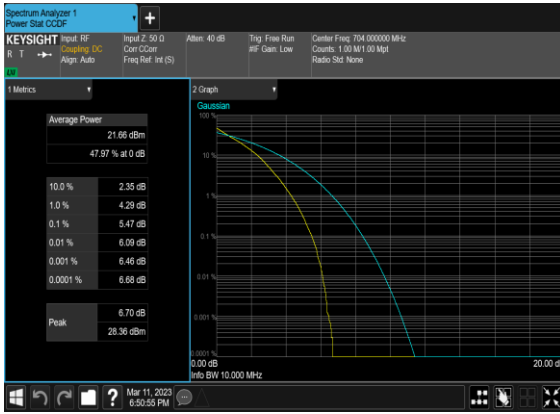 Spectrum Analyzer 1
Power Stat CCDF
KEYSIGHT
R T
LV
Input: RF
Coupling: DC
Align: Auto
Input Z: 50 Ω
Corr CCorr
Freq Ref: Int (S)
Atten: 40 dB
Trig: Free Run
#IF Gain: Low
Center Freq: 704.000000 MHz
Counts: 1.00 M/1.00 Mpt
Radio Std: None
1 Metrics
Average Power
21.66 dBm
47.97 % at 0 dB
10.0 % 2.35 dB
1.0 % 4.29 dB
0.1 % 5.47 dB
0.01 % 6.09 dB
0.001 % 6.46 dB
0.0001 % 6.68 dB
Peak
6.70 dB
28.36 dBm
2 Graph
Gaussian
100 %
10 %
1 %
0.1 %
0.01 %
0.001 %
0.0001 %
0.00 dB
20.00 d
Info BW 10.000 MHz
?
Mar 11, 2023
6:50:55 PM